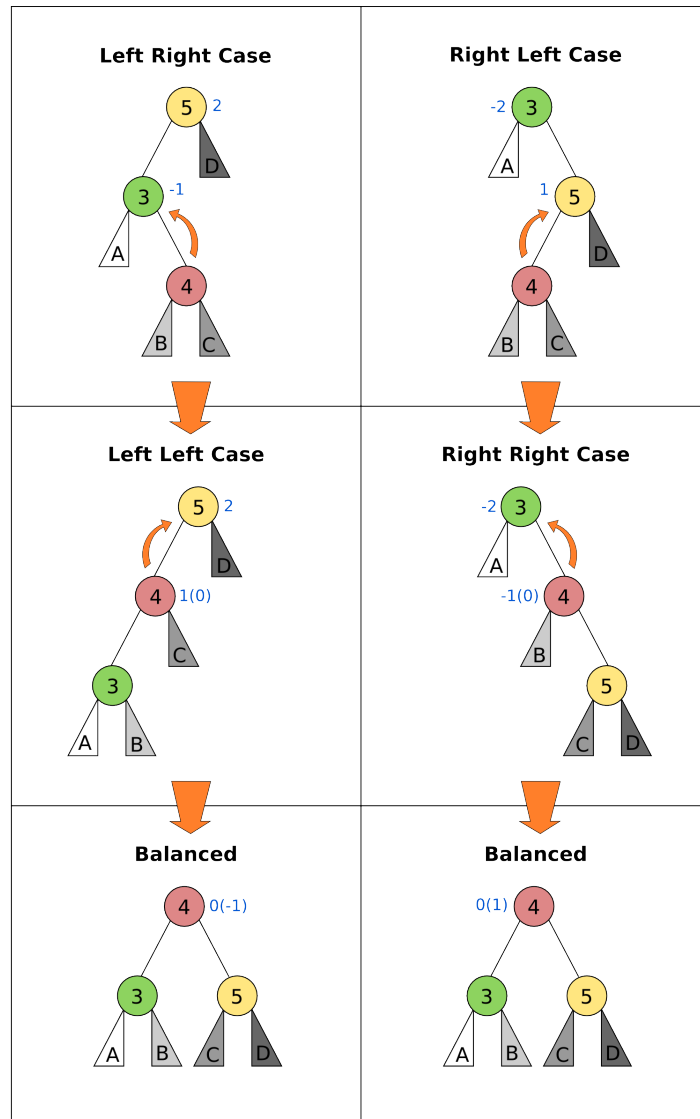 Left Right Case
5 2
D
3 -1
A
4
B C
Right Left Case
-2 3
A
1 5
D
4
B C
Left Left Case
5 2
D
4 1(0)
C
3
A B
Right Right Case
-2 3
A
-1(0) 4
B
5
C D
Balanced
4 0(-1)
3 5
A B C D
Balanced
0(1) 4
3 5
A B C D